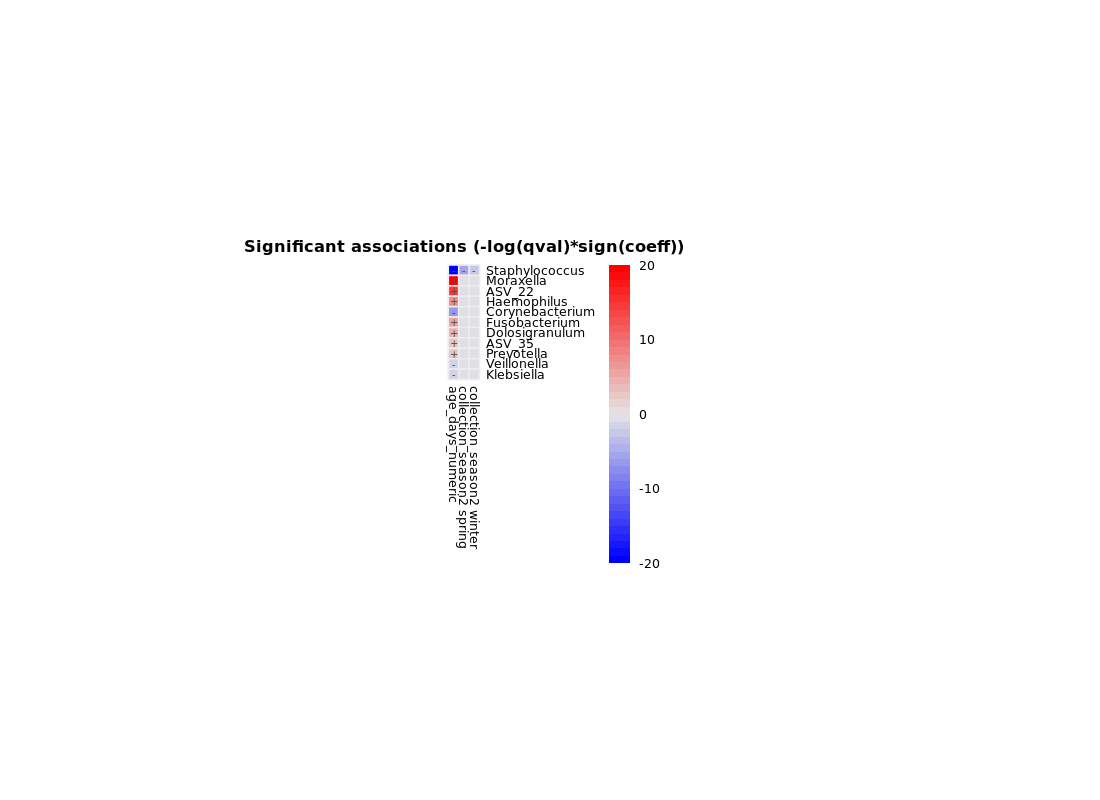 Significant associations (-log(qval)*sign(coeff))
- - - Staphylococcus
+ Moraxella
+ ASV_22
+ Haemophilus
- Corynebacterium
+ Fusobacterium
+ Dolosigranulum
+ ASV_35
+ Prevotella
- Veillonella
- Klebsiella
age_days_numeric
collection_season2 spring
collection_season2 winter
20
10
0
-10
-20